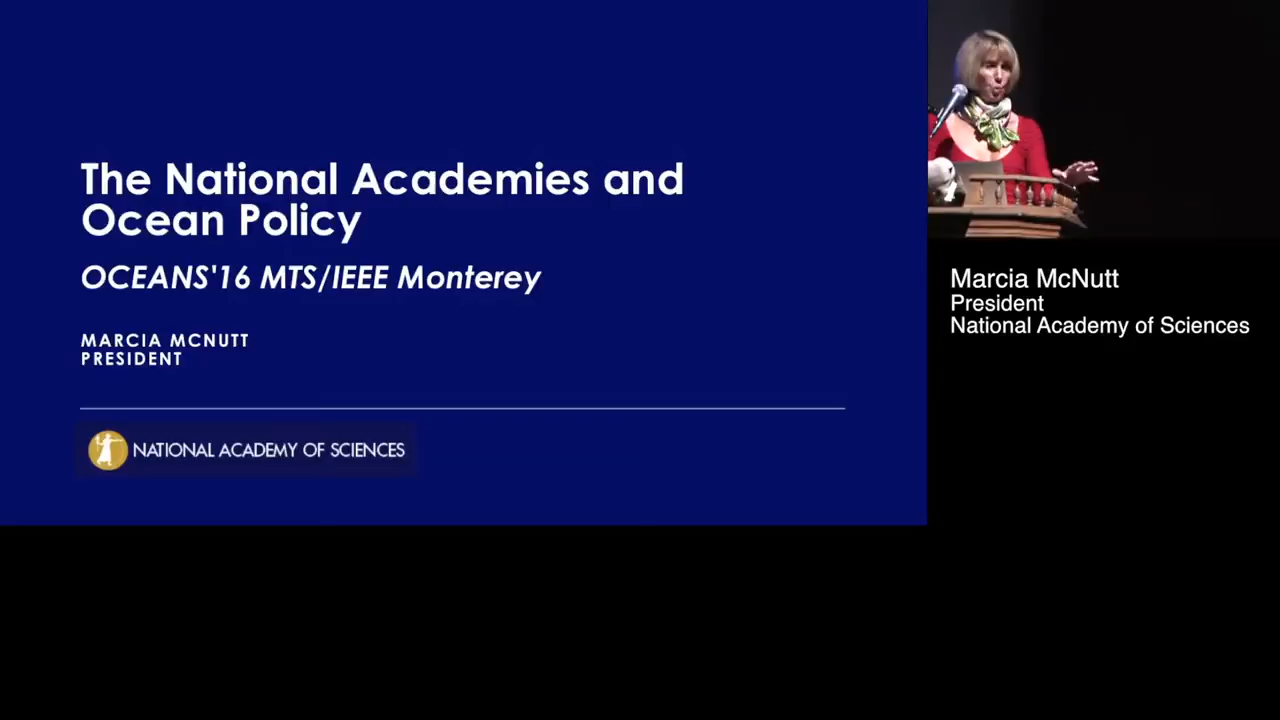 The National Academies and
Ocean Policy
OCEANS'16 MTS/IEEE Monterey
MARCIA MCNUTT
PRESIDENT
NATIONAL ACADEMY OF SCIENCES
Marcia McNutt
President
National Academy of Sciences